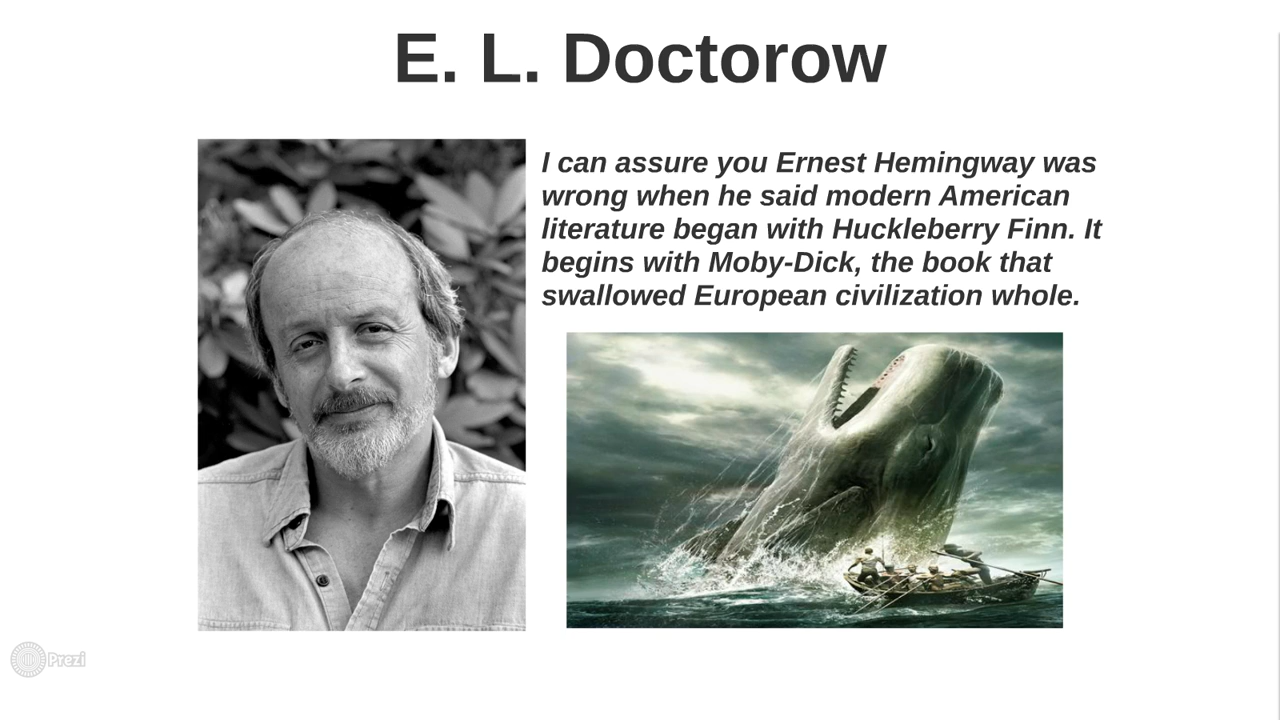 E. L. Doctorow
I can assure you Ernest Hemingway was
wrong when he said modern American
literature began with Huckleberry Finn. It
begins with Moby-Dick, the book that
swallowed European civilization whole.
Prezi